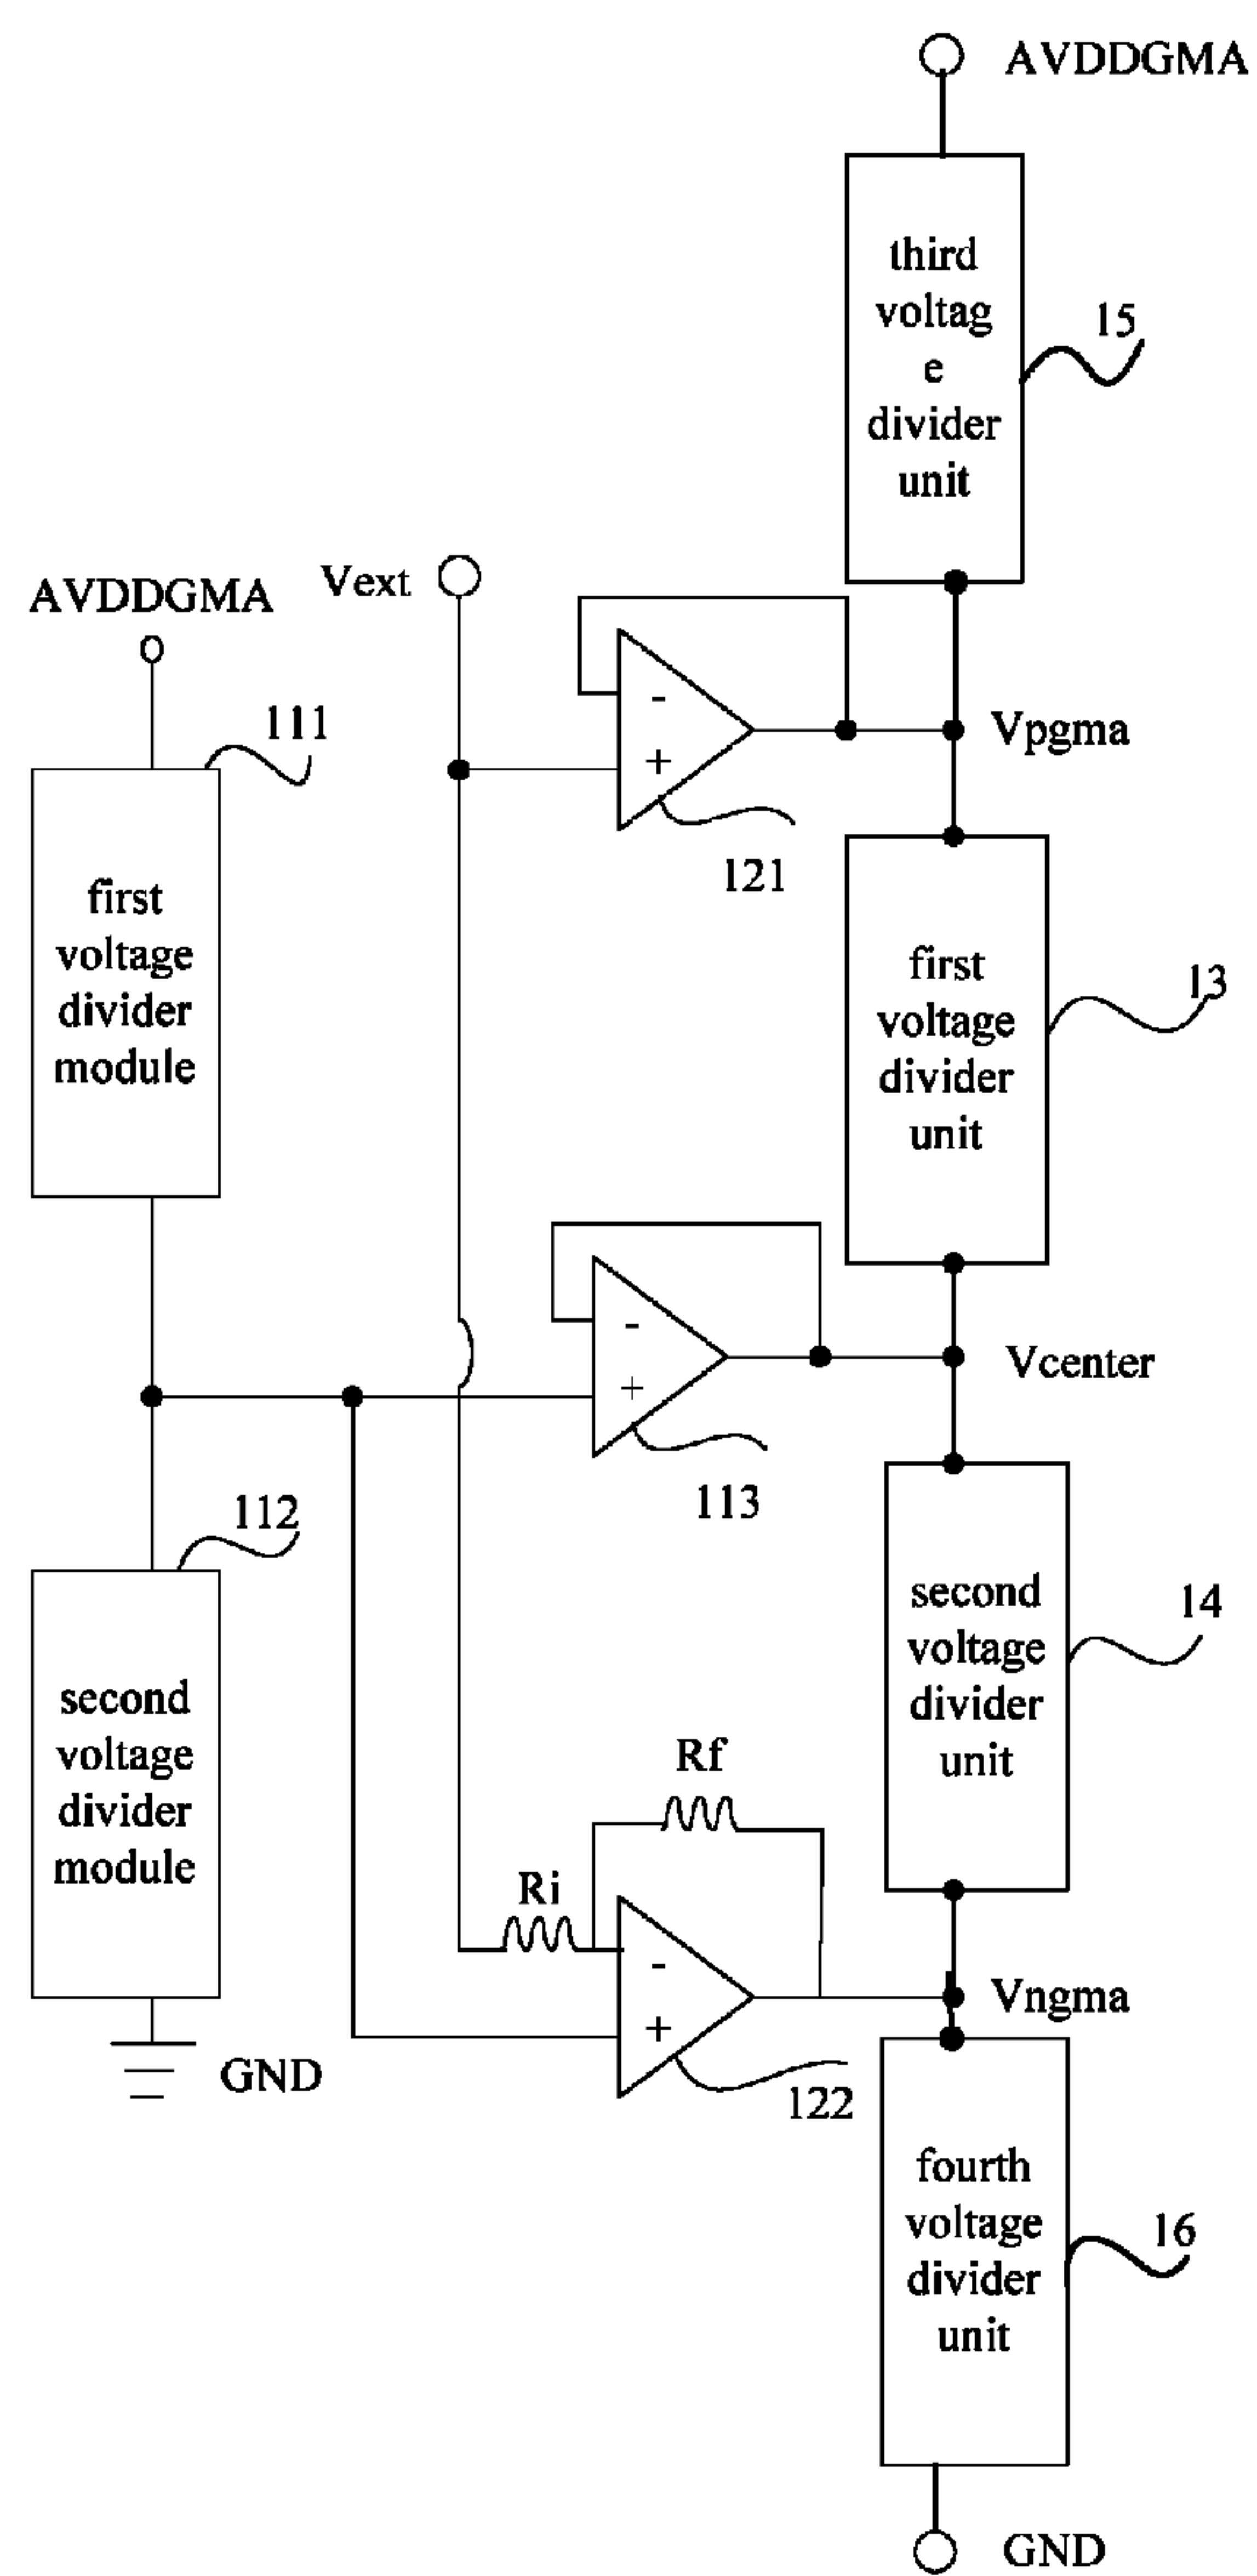 AVDDGMA
third
voltag
e
divider
unit
15
Vext
AVDDGMA
-
+
Vpgma
111
121
first
voltage
divider
module
first
voltage
divider
unit
13
-
+
Vcenter
113
112
second
voltage
divider
unit
14
second
voltage
divider
module
Rf
Ri
-
+
Vngma
GND
122
fourth
voltage
divider
unit
16
GND